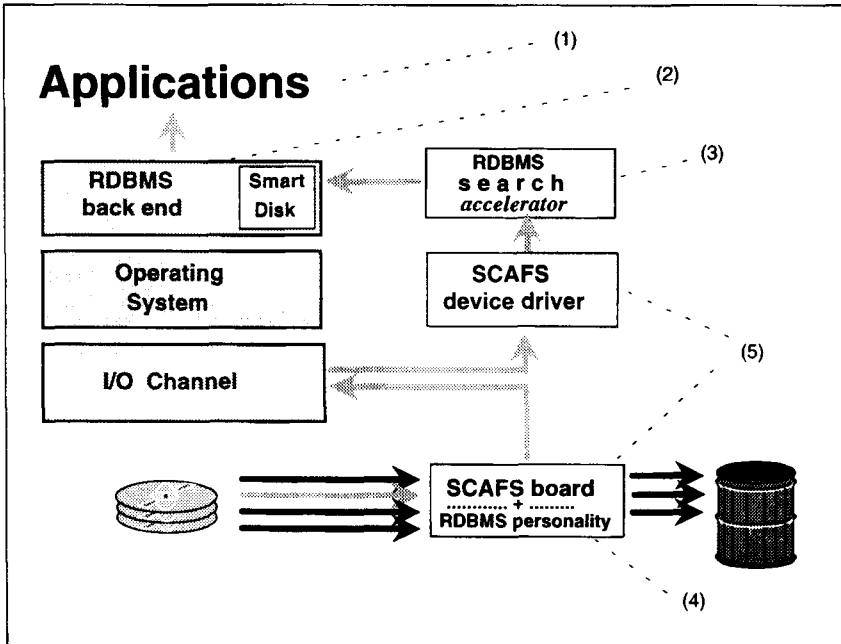 (1)
Applications
(2)
RDBMS
back end
Smart
Disk
RDBMS
search
accelerator
(3)
Operating
System
SCAFS
device driver
(5)
I/O Channel
SCAFS board
+
RDBMS personality
(4)